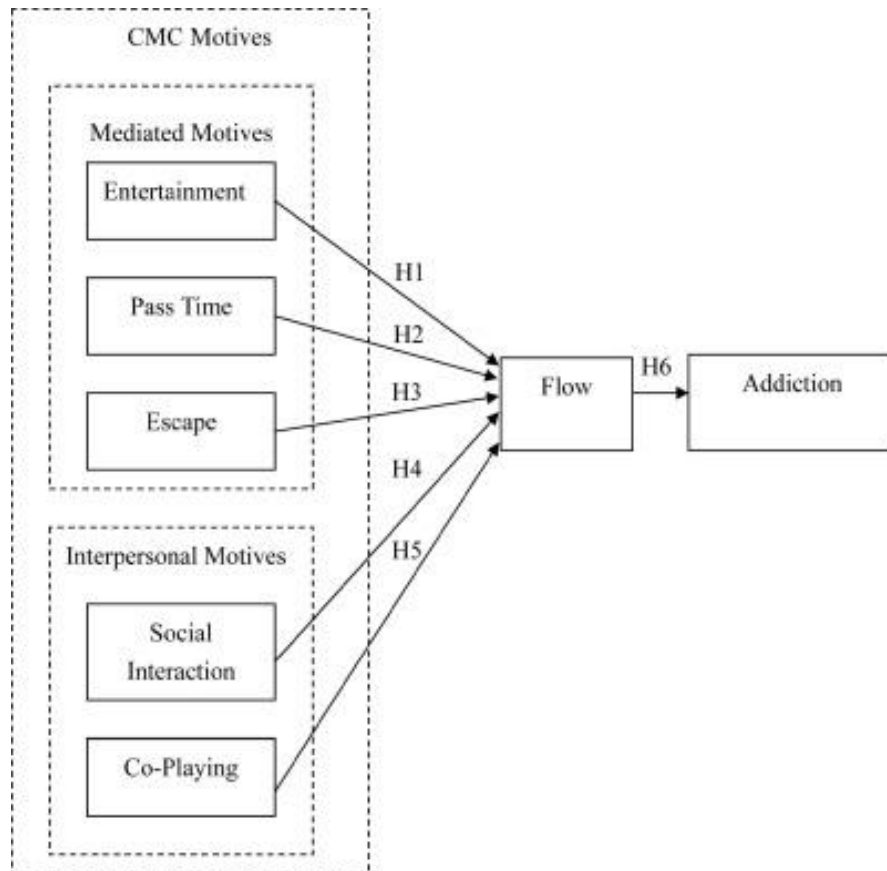 CMC Motives
Mediated Motives
Entertainment
H1
Pass Time
H2
H3
Escape
Flow
H6
Addiction
H4
Interpersonal Motives
H5
Social
Interaction
Co-Playing